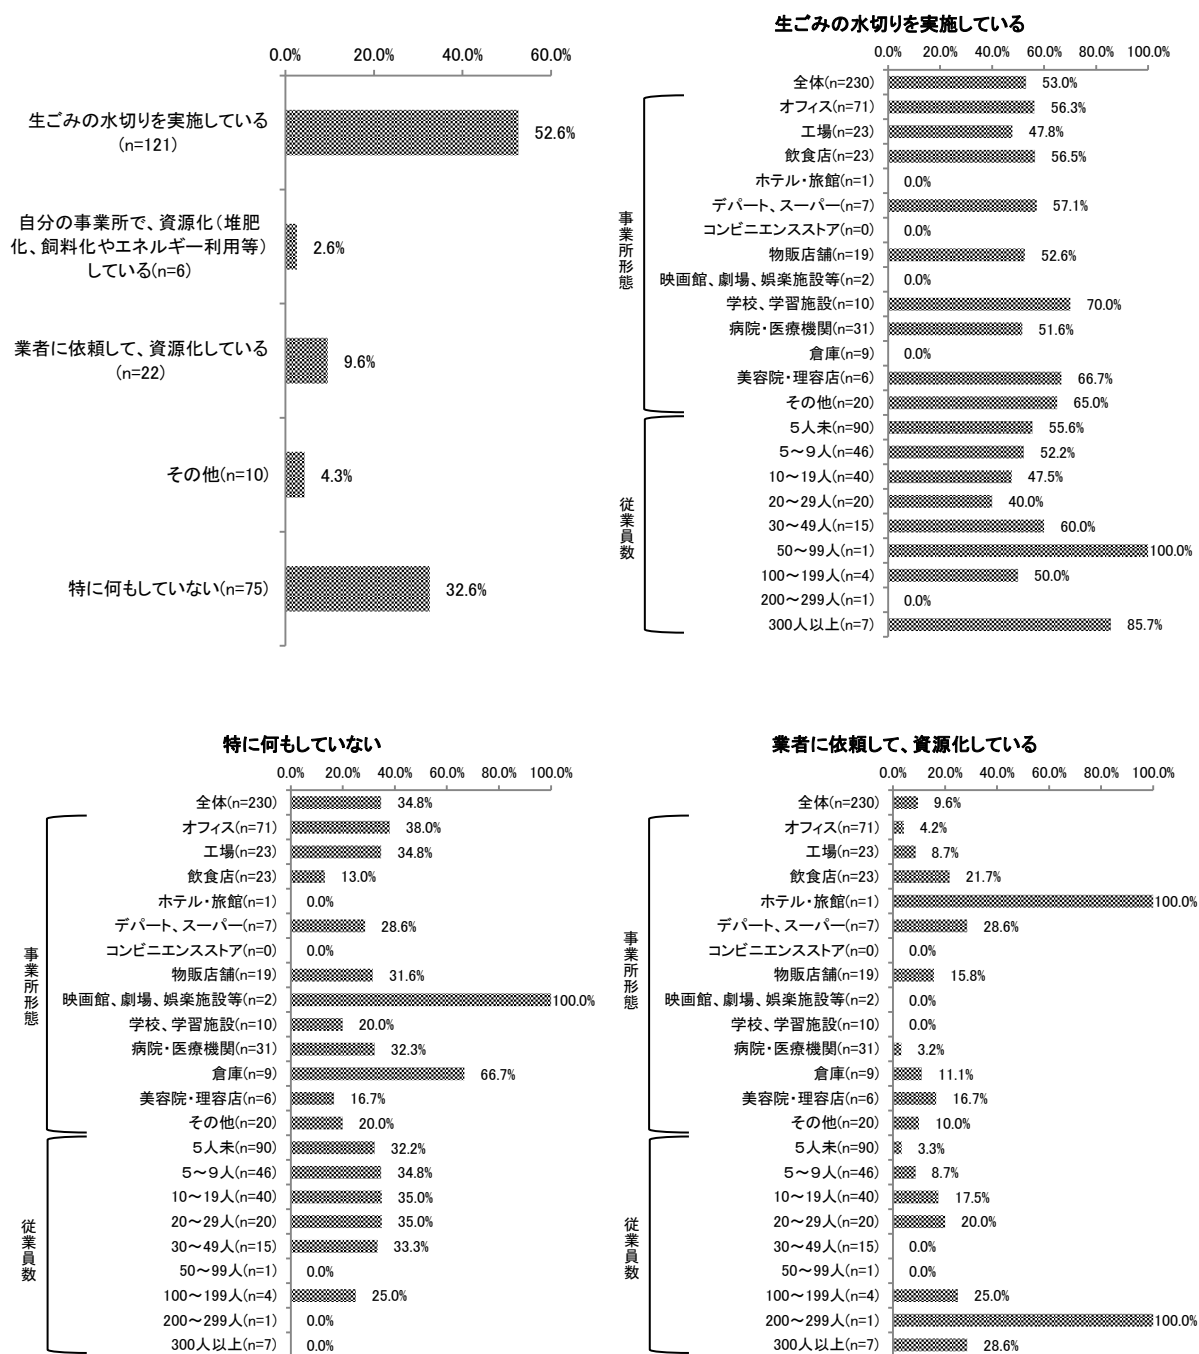 0.0% 20.0% 40.0% 60.0%
生ごみの水切りを実施している
(n=121)
52.6%
自分の事業所で、資源化(堆肥
化、飼料化やエネルギー利用等)
している(n=6)
2.6%
業者に依頼して、資源化している
(n=22)
9.6%
その他(n=10)
4.3%
特に何もしていない(n=75)
32.6%
生ごみの水切りを実施している
0.0% 20.0% 40.0% 60.0% 80.0% 100.0%
全体(n=230) 53.0%
事業所形態
オフィス(n=71) 56.3%
工場(n=23) 47.8%
飲食店(n=23) 56.5%
ホテル・旅館(n=1) 0.0%
デパート、スーパー(n=7) 57.1%
コンビニエンスストア(n=0) 0.0%
物販店舗(n=19) 52.6%
映画館、劇場、娯楽施設等(n=2) 0.0%
学校、学習施設(n=10) 70.0%
病院・医療機関(n=31) 51.6%
倉庫(n=9) 0.0%
美容院・理容店(n=6) 66.7%
その他(n=20) 65.0%
従業員数
5人未(n=90) 55.6%
5~9人(n=46) 52.2%
10~19人(n=40) 47.5%
20~29人(n=20) 40.0%
30~49人(n=15) 60.0%
50~99人(n=1) 100.0%
100~199人(n=4) 50.0%
200~299人(n=1) 0.0%
300人以上(n=7) 85.7%
特に何もしていない
0.0% 20.0% 40.0% 60.0% 80.0% 100.0%
全体(n=230) 34.8%
事業所形態
オフィス(n=71) 38.0%
工場(n=23) 34.8%
飲食店(n=23) 13.0%
ホテル・旅館(n=1) 0.0%
デパート、スーパー(n=7) 28.6%
コンビニエンスストア(n=0) 0.0%
物販店舗(n=19) 31.6%
映画館、劇場、娯楽施設等(n=2) 100.0%
学校、学習施設(n=10) 20.0%
病院・医療機関(n=31) 32.3%
倉庫(n=9) 66.7%
美容院・理容店(n=6) 16.7%
その他(n=20) 20.0%
従業員数
5人未(n=90) 32.2%
5~9人(n=46) 34.8%
10~19人(n=40) 35.0%
20~29人(n=20) 35.0%
30~49人(n=15) 33.3%
50~99人(n=1) 0.0%
100~199人(n=4) 25.0%
200~299人(n=1) 0.0%
300人以上(n=7) 0.0%
業者に依頼して、資源化している
0.0% 20.0% 40.0% 60.0% 80.0% 100.0%
全体(n=230) 9.6%
事業所形態
オフィス(n=71) 4.2%
工場(n=23) 8.7%
飲食店(n=23) 21.7%
ホテル・旅館(n=1) 100.0%
デパート、スーパー(n=7) 28.6%
コンビニエンスストア(n=0) 0.0%
物販店舗(n=19) 15.8%
映画館、劇場、娯楽施設等(n=2) 0.0%
学校、学習施設(n=10) 0.0%
病院・医療機関(n=31) 3.2%
倉庫(n=9) 11.1%
美容院・理容店(n=6) 16.7%
その他(n=20) 10.0%
従業員数
5人未(n=90) 3.3%
5~9人(n=46) 8.7%
10~19人(n=40) 17.5%
20~29人(n=20) 20.0%
30~49人(n=15) 0.0%
50~99人(n=1) 0.0%
100~199人(n=4) 25.0%
200~299人(n=1) 100.0%
300人以上(n=7) 28.6%